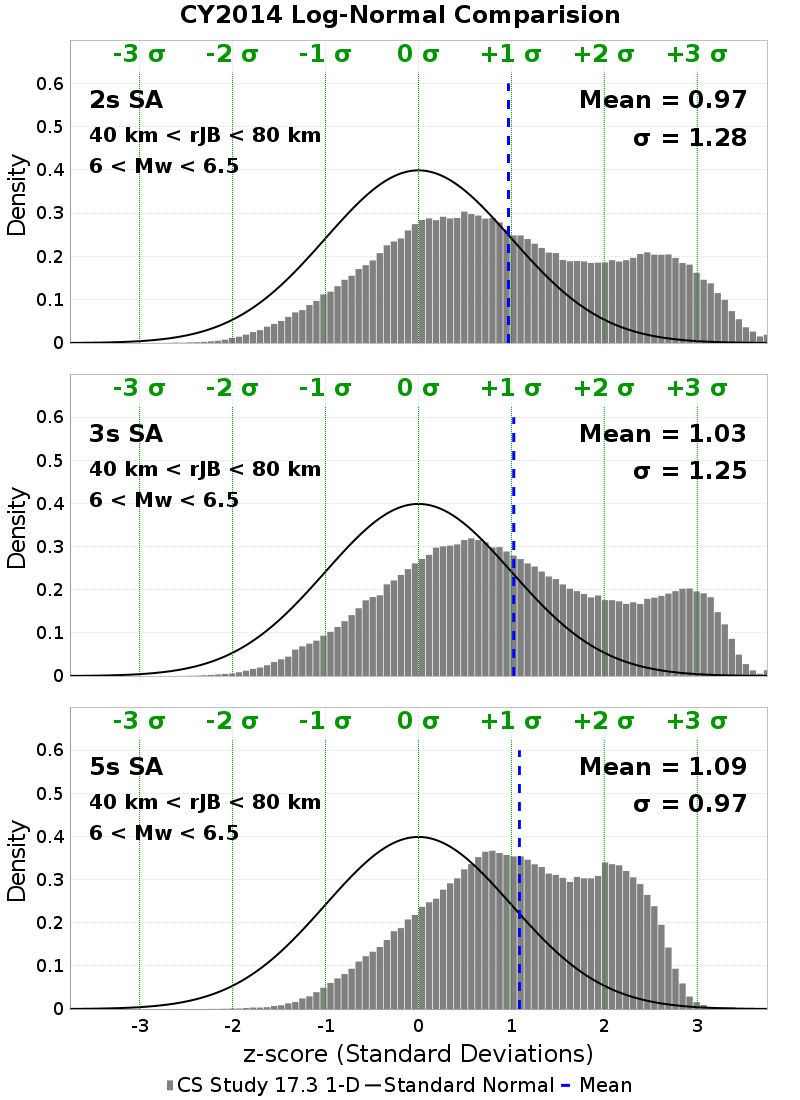 CY2014 Log-Normal Comparision
-3 σ -2 σ -1 σ 0 σ +1 σ +2 σ +3 σ
0.6
2s SA Mean = 0.97
0.5
40 km < rJB < 80 km σ = 1.28
6 < Mw < 6.5
0.4
Density
0.3
0.2
0.1
0
-3 σ -2 σ -1 σ 0 σ +1 σ +2 σ +3 σ
0.6
3s SA Mean = 1.03
0.5
40 km < rJB < 80 km σ = 1.25
6 < Mw < 6.5
0.4
Density
0.3
0.2
0.1
0
-3 σ -2 σ -1 σ 0 σ +1 σ +2 σ +3 σ
0.6
5s SA Mean = 1.09
0.5
40 km < rJB < 80 km σ = 0.97
6 < Mw < 6.5
0.4
Density
0.3
0.2
0.1
0
-3 -2 -1 0 1 2 3
z-score (Standard Deviations)
CS Study 17.3 1-D Standard Normal Mean